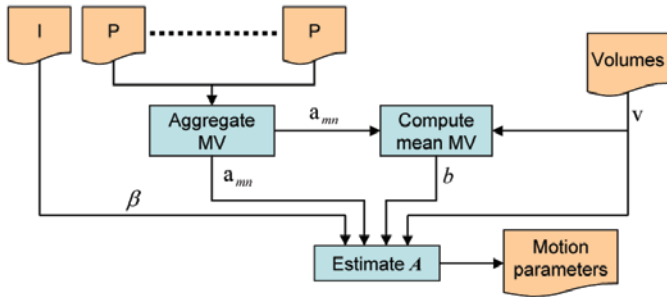 I
P
P
Volumes
Aggregate
MV
a_mn
Compute
mean MV
v
a_mn
b
β
Estimate A
Motion
parameters